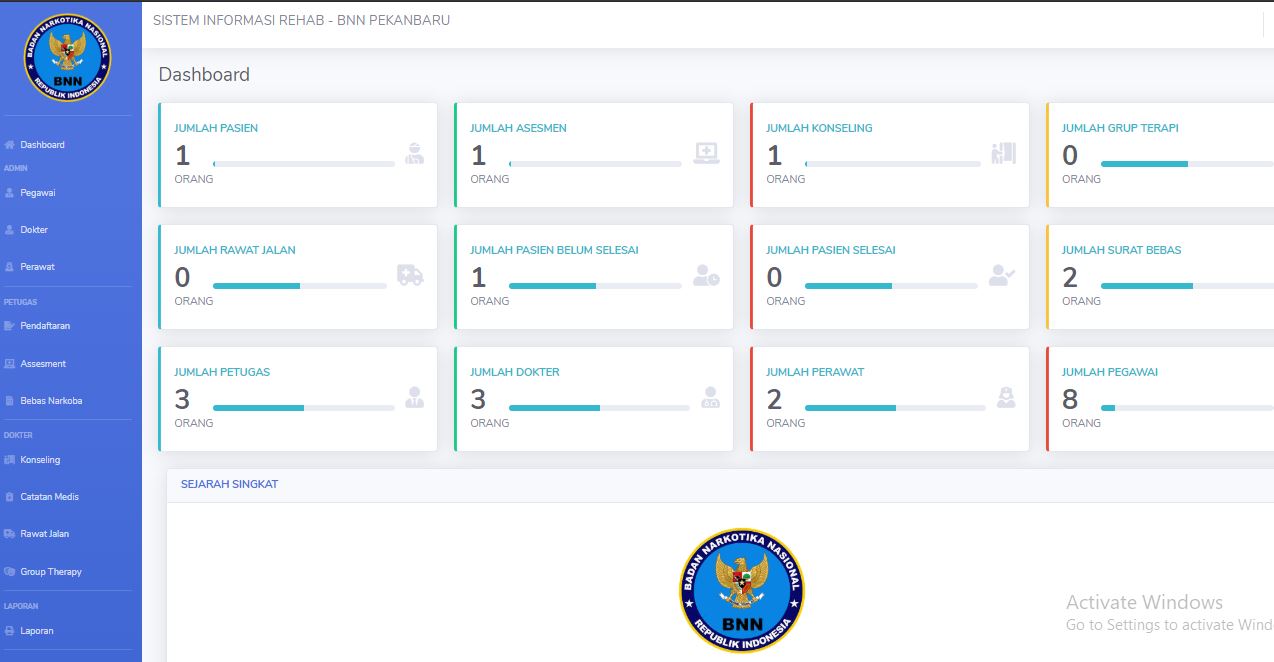 BADAN NARKOTIKA NASIONAL
BNN
REPUBLIK INDONESIA
Dashboard
ADMIN
Pegawai
Dokter
Perawat
PETUGAS
Pendaftaran
Assesment
Bebas Narkoba
DOKTER
Konseling
Catatan Medis
Rawat Jalan
Group Therapy
LAPORAN
Laporan
SISTEM INFORMASI REHAB - BNN PEKANBARU
Dashboard
JUMLAH PASIEN
1
ORANG
JUMLAH ASESMEN
1
ORANG
JUMLAH KONSELING
1
ORANG
JUMLAH GRUP TERAPI
0
ORANG
JUMLAH RAWAT JALAN
0
ORANG
JUMLAH PASIEN BELUM SELESAI
1
ORANG
JUMLAH PASIEN SELESAI
0
ORANG
JUMLAH SURAT BEBAS
2
ORANG
JUMLAH PETUGAS
3
ORANG
JUMLAH DOKTER
3
ORANG
JUMLAH PERAWAT
2
ORANG
JUMLAH PEGAWAI
8
ORANG
SEJARAH SINGKAT
BADAN NARKOTIKA NASIONAL
BNN
REPUBLIK INDONESIA
Activate Windows
Go to Settings to activate Wind